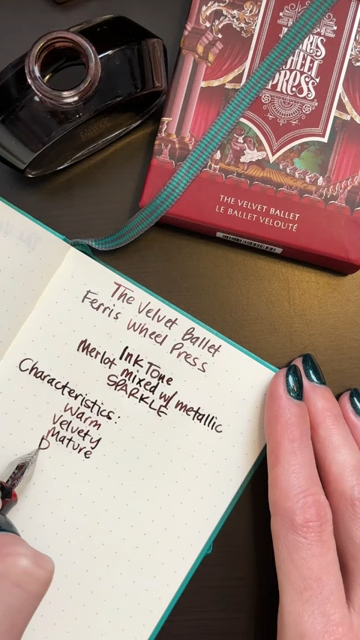 FERRIS
WHEEL
PRESS
THE VELVET BALLET
LE BALLET VELOUTÉ
The Velvet Ballet
Ferris Wheel Press
Ink Tone
Merlot mixed w/ metallic
SPARKLE
Characteristics:
Warm
Velvety
Mature